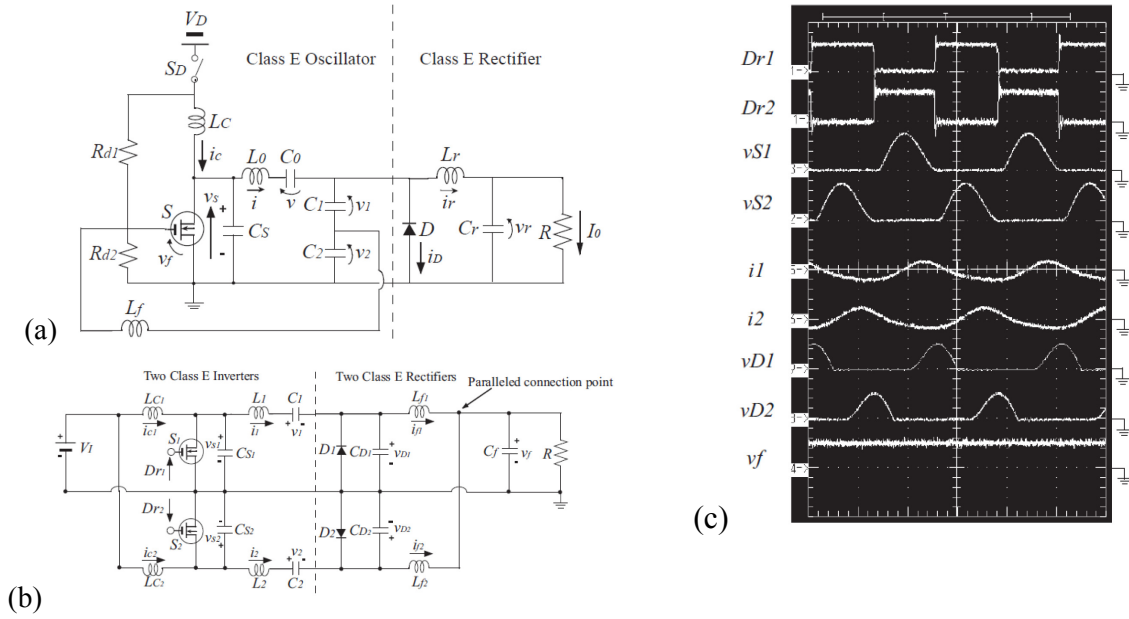 V_D
S_D
Class E Oscillator
Class E Rectifier
L_C
R_d1
i_c
L_0
C_0
L_r
i
v
i_r
S
v_s
+
-
C_S
C_1
v_1
D
C_r
v_r
R
I_0
R_d2
v_f
C_2
v_2
i_D
L_f
(a)
Two Class E Inverters
Two Class E Rectifiers
Paralleled connection point
L_C1
L_1
C_1
L_f1
i_c1
i_1
+ v_1 -
i_f1
S_1
v_s1
+
-
C_S1
D_1
C_D1
+
v_D1
-
C_f
+
v_f
-
R
+
V_I
-
Dr_1
Dr_2
S_2
v_s2
-
+
C_S2
D_2
C_D2
-
v_D2
+
i_c2
i_2
+ v_2 -
i_f2
L_C2
L_2
C_2
L_f2
(b)
Dr1
Dr2
vS1
vS2
i1
i2
vD1
vD2
vf
(c)